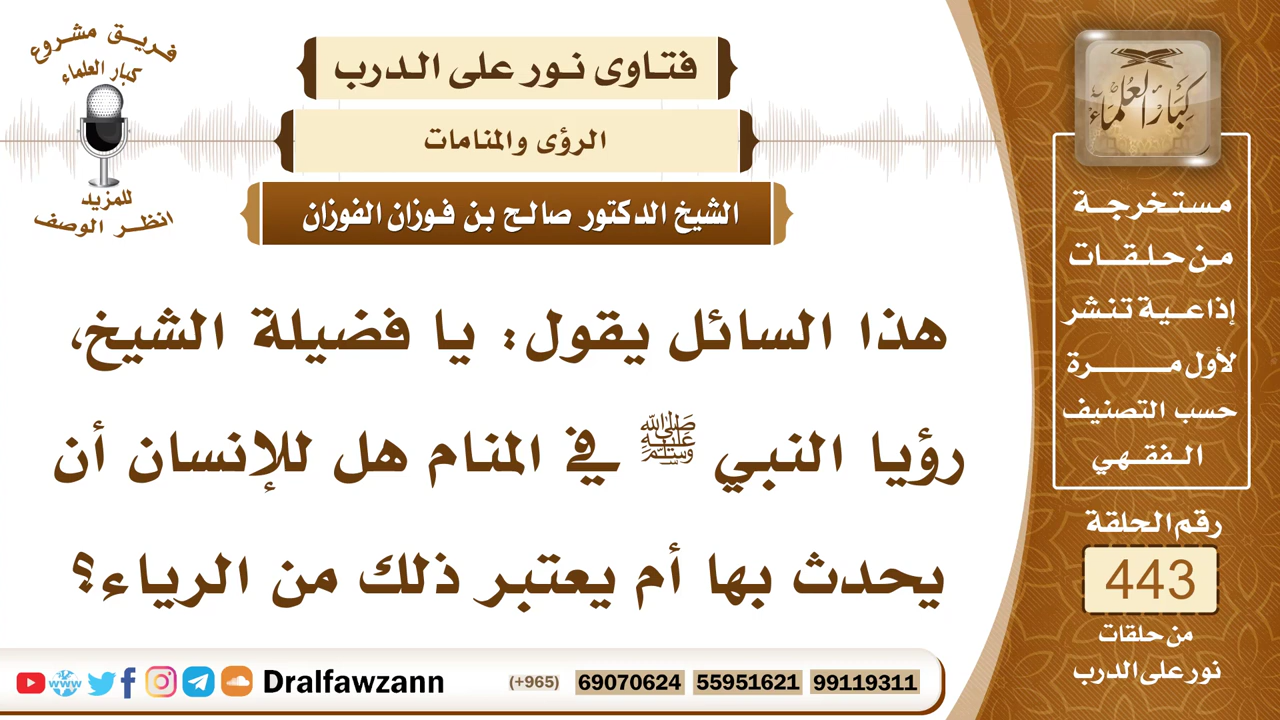 فريق مشروع
كبار العلماء
للمزيد
انظر الوصف
فتاوى نور على الدرب
الرؤى والمنامات
الشيخ الدكتور صالح بن فوزان الفوزان
هذا السائل يقول: يا فضيلة الشيخ،
رؤيا النبي ﷺ في المنام هل للإنسان أن
يحدث بها أم يعتبر ذلك من الرياء؟
كبار العلماء
مستخرجة
من حلقات
إذاعية تنشر
لأول مرة
حسب التصنيف
الفقهي
رقم الحلقة
443
من حلقات
نور على الدرب
www Dralfawzann (+965) 69070624 55951621 99119311